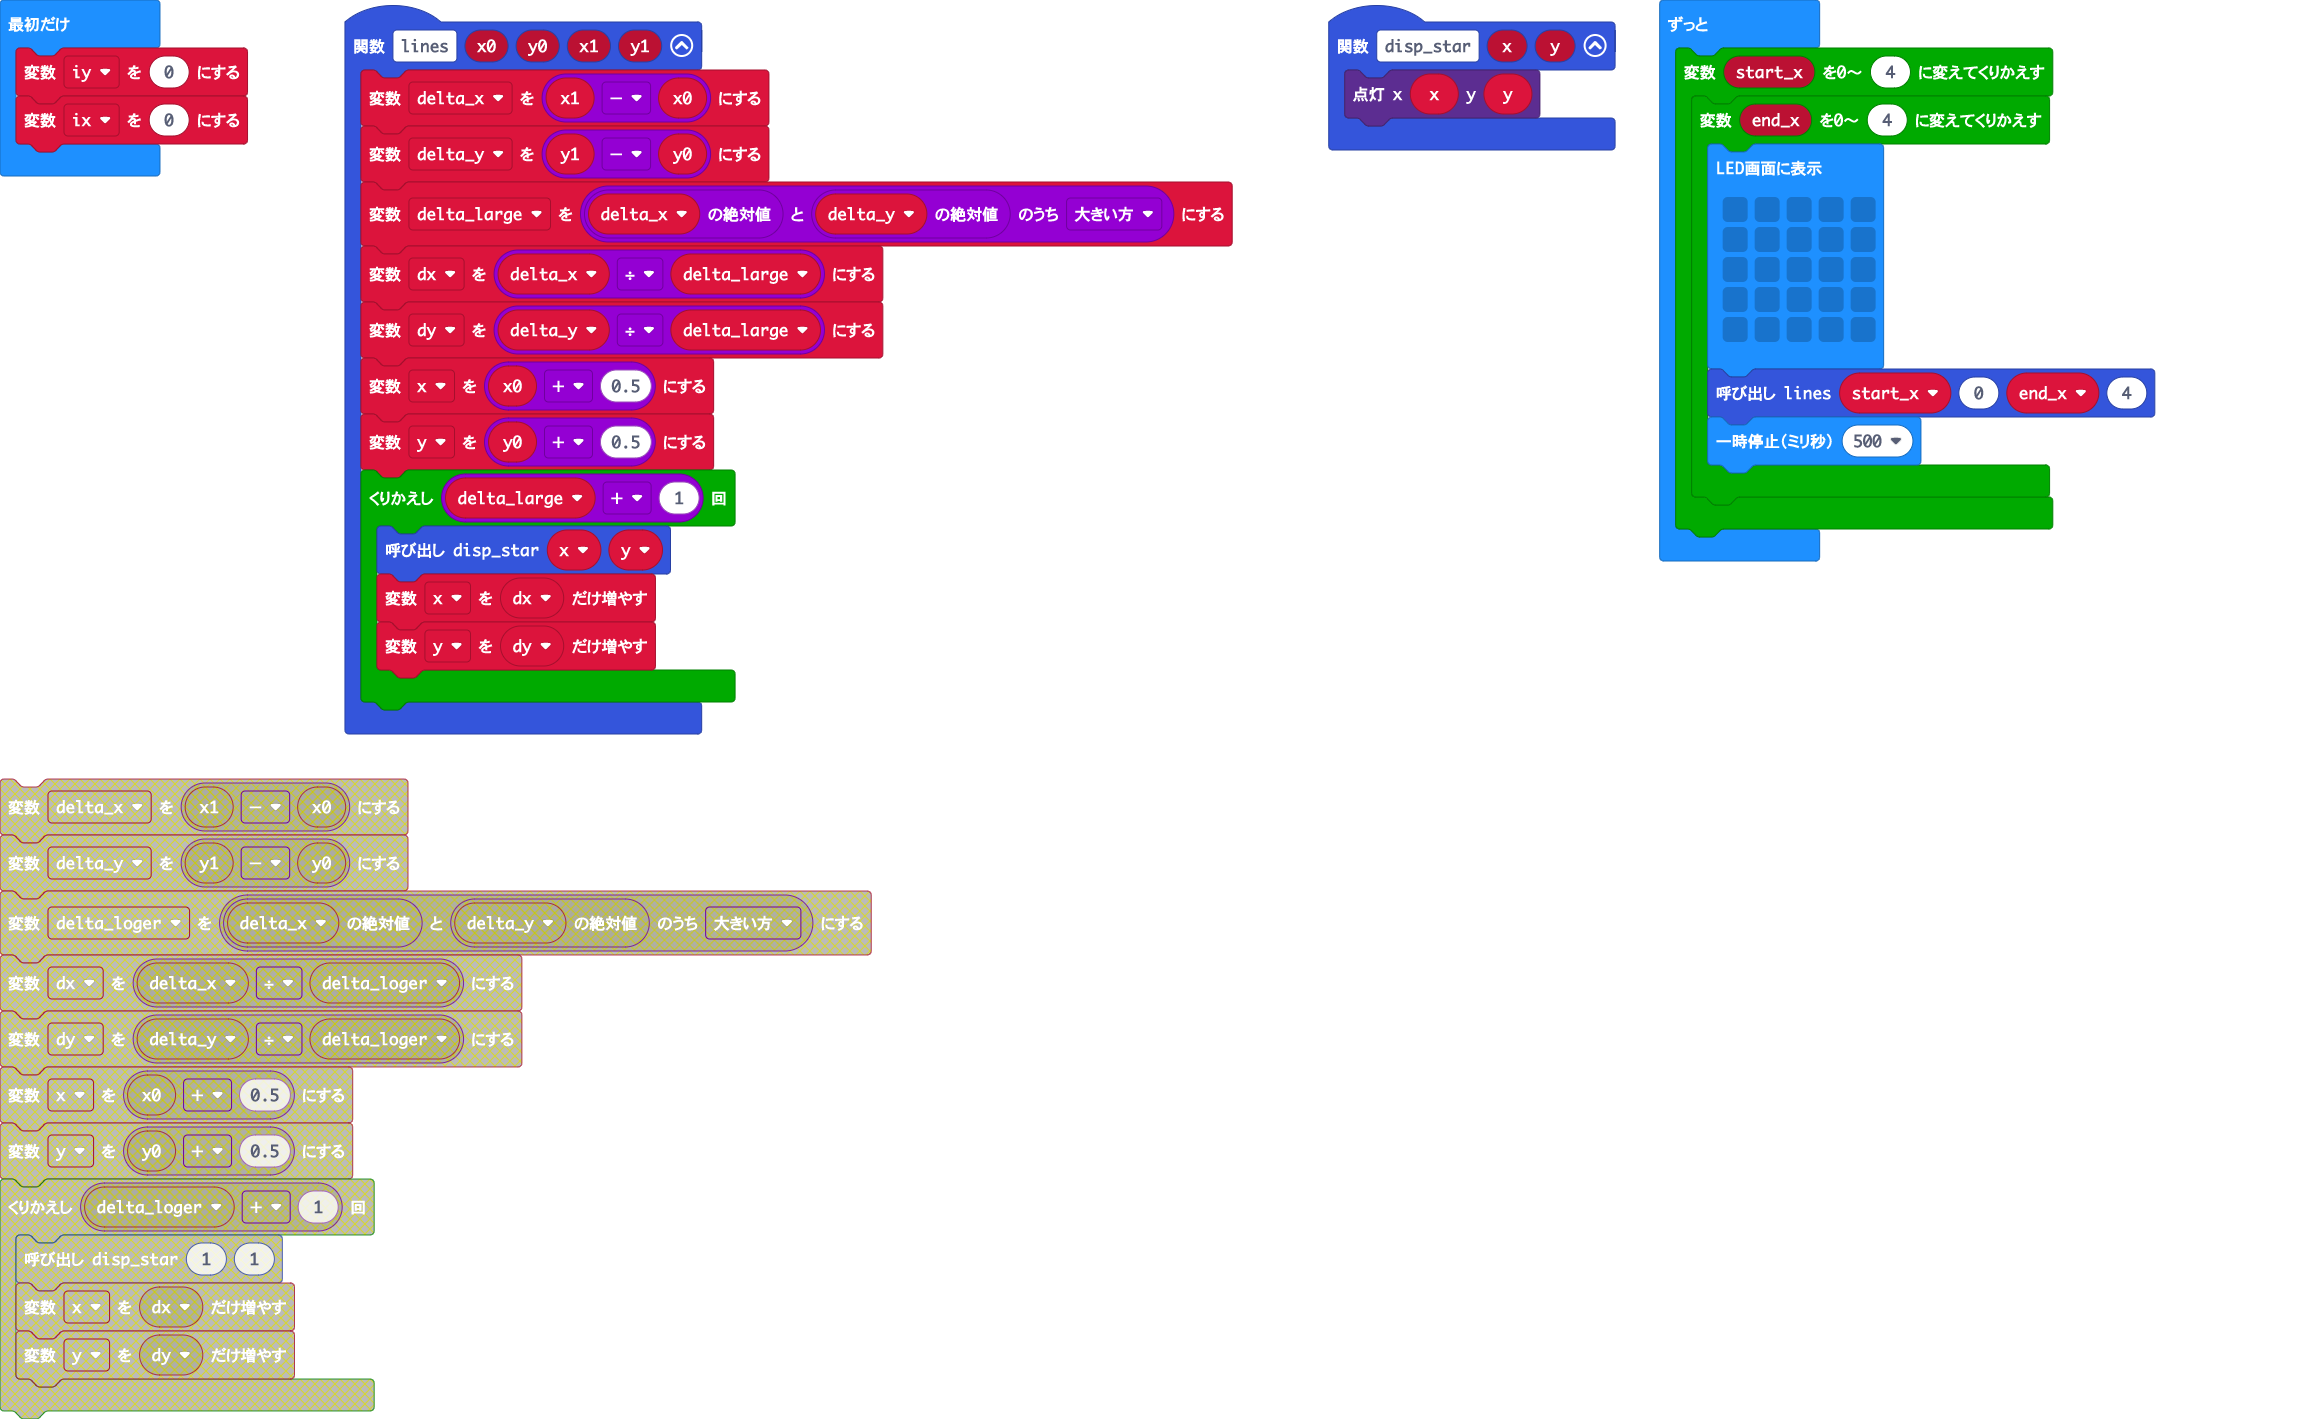 最初だけ
変数 iy を 0 にする
変数 ix を 0 にする
関数 lines x0 y0 x1 y1
変数 delta_x を x1 - x0 にする
変数 delta_y を y1 - y0 にする
変数 delta_large を delta_x の絶対値 と delta_y の絶対値 のうち 大きい方 にする
変数 dx を delta_x ÷ delta_large にする
変数 dy を delta_y ÷ delta_large にする
変数 x を x0 + 0.5 にする
変数 y を y0 + 0.5 にする
くりかえし delta_large + 1 回
呼び出し disp_star x y
変数 x を dx だけ増やす
変数 y を dy だけ増やす
関数 disp_star x y
点灯 x x y y
ずっと
変数 start_x を0～ 4 に変えてくりかえす
変数 end_x を0～ 4 に変えてくりかえす
LED画面に表示
呼び出し lines start_x 0 end_x 4
一時停止(ミリ秒) 500
変数 delta_x を x1 - x0 にする
変数 delta_y を y1 - y0 にする
変数 delta_loger を delta_x の絶対値 と delta_y の絶対値 のうち 大きい方 にする
変数 dx を delta_x ÷ delta_loger にする
変数 dy を delta_y ÷ delta_loger にする
変数 x を x0 + 0.5 にする
変数 y を y0 + 0.5 にする
くりかえし delta_loger + 1 回
呼び出し disp_star 1 1
変数 x を dx だけ増やす
変数 y を dy だけ増やす